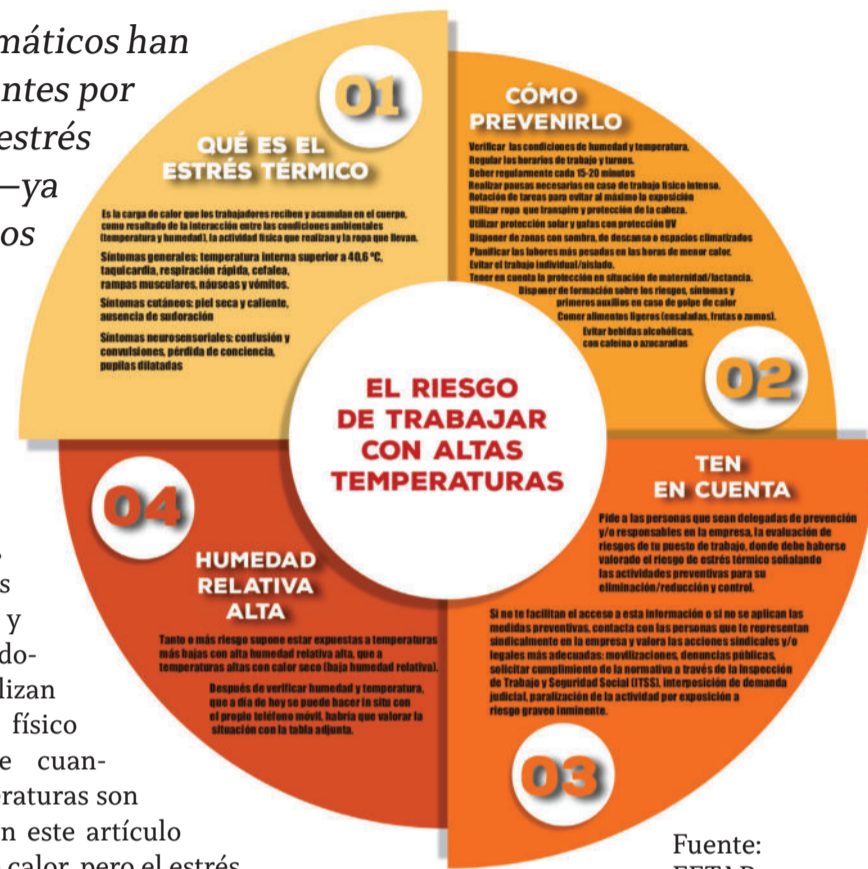 máticos han
ntes por
estrés
—ya
os
01
QUÉ ES EL
ESTRÉS TÉRMICO
Es la carga de calor que los trabajadores reciben y acumulan en el cuerpo,
como resultado de la interacción entre las condiciones ambientales
(temperatura y humedad), la actividad física que realizan y la ropa que llevan.
Síntomas generales: temperatura interna superior a 40,6 ºC,
taquicardia, respiración rápida, cefalea,
rampas musculares, náuseas y vómitos.
Síntomas cutáneos: piel seca y caliente,
ausencia de sudoración
Síntomas neurosensoriales: confusión y
convulsiones, pérdida de conciencia,
pupilas dilatadas
CÓMO
PREVENIRLO
Verificar las condiciones de humedad y temperatura.
Regular los horarios de trabajo y turnos.
Beber regularmente cada 15-20 minutos
Realizar pausas necesarios en caso de trabajo físico intenso.
Rotación de tareas para evitar al máximo la exposición
Utilizar ropa que transpire y protección de la cabeza.
Utilizar protección solar y gafas con protección UV
Disponer de zonas con sombra, de descanso o espacios climatizados
Planificar las labores más pesadas en las horas de menor calor.
Evitar el trabajo individual/aislado.
Tener en cuenta la protección en situación de maternidad/lactancia.
Disponer de formación sobre los riesgos, síntomas y
primeros auxilios en caso de golpe de calor
Comer alimentos ligeros (ensaladas, frutas o zumos).
Evitar bebidas alcohólicas,
con cafeína o azucaradas
02
EL RIESGO
DE TRABAJAR
CON ALTAS
TEMPERATURAS
TEN
EN CUENTA
Pide a las personas que sean delegadas de prevención
y/o responsables en la empresa, la evaluación de
riesgos de tu puesto de trabajo, donde debe haberse
valorado el riesgo de estrés térmico señalando
las actividades preventivas para su
eliminación/reducción y control.
Si no te facilitan el acceso a esta información o si no se aplican las
medidas preventivas, contacta con las personas que te representan
sindicalmente en la empresa y valora las acciones sindicales y/o
legales más adecuadas: movilizaciones, denuncias públicas,
solicitar cumplimiento de la normativa a través de la Inspección
de Trabajo y Seguridad Social (ITSS), interposición de demanda
judicial, paralización de la actividad por exposición a
riesgo graveo inminente.
03
04
HUMEDAD
RELATIVA
ALTA
Tanto o más riesgo supone estar expuestas a temperaturas
más bajas con alta humedad relativa alta, que a
temperaturas altas con calor seco (baja humedad relativa).
Después de verificar humedad y temperatura,
que a día de hoy se puede hacer in situ con
el propio teléfono móvil, habría que valorar la
situación con la tabla adjunta.
s
y
do-
lizan
físico
e cuan-
eraturas son
n este artículo
calor, pero el estrés
Fuente: